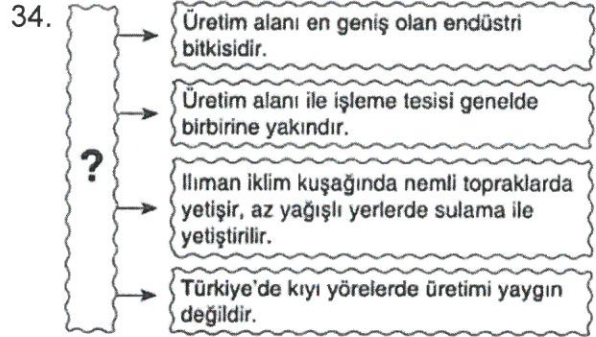 34.
Üretim alanı en geniş olan endüstri
bitkisidir.
Üretim alanı ile işleme tesisi genelde
birbirine yakındır.
?
Ilıman iklim kuşağında nemli topraklarda
yetişir, az yağışlı yerlerde sulama ile
yetiştirilir.
Türkiye'de kıyı yörelerde üretimi yaygın
değildir.